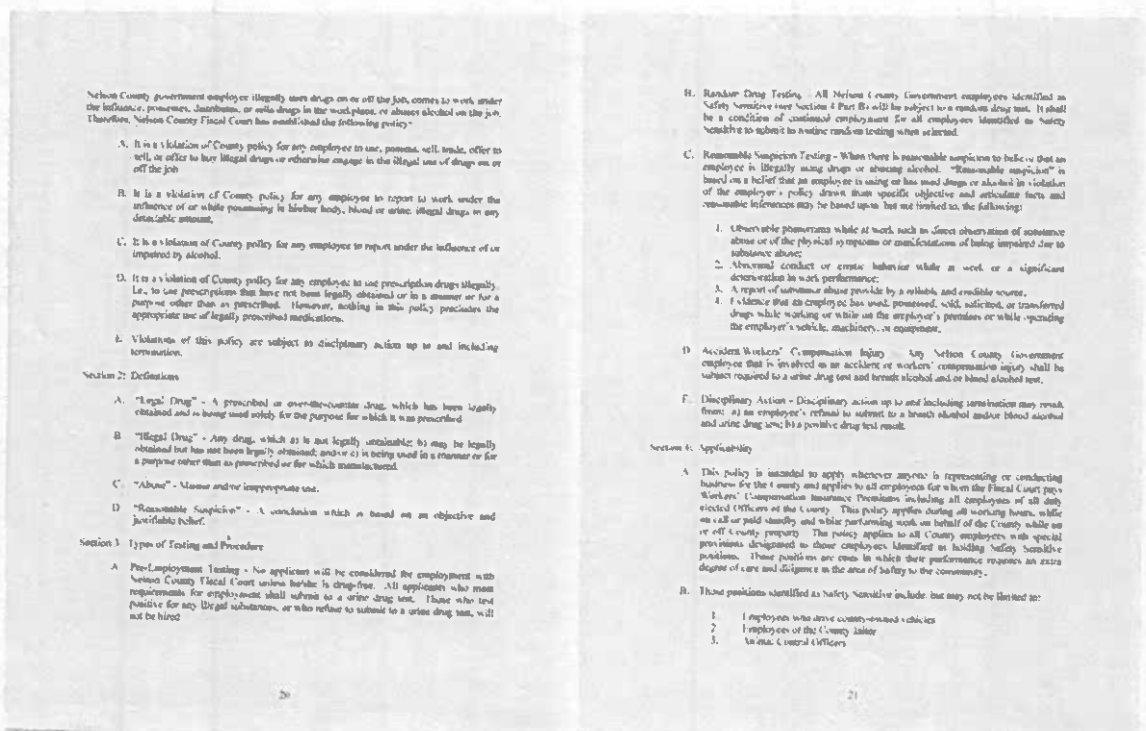 Nelson County government employee illegally uses drugs on or off the job, comes to work under
the influence, possesses, distributes, or sells drugs in the workplace, or abuses alcohol on the job.
Therefore, Nelson County Fiscal Court has established the following policy:
A. It is a violation of County policy for any employee to use, possess, sell, trade, offer to
sell, or offer to buy illegal drugs or otherwise engage in the illegal use of drugs on or
off the job
B. It is a violation of County policy for any employee to report to work under the
influence of or while possessing in his/her body, blood or urine, illegal drugs in any
detectable amount.
C. It is a violation of County policy for any employee to report under the influence of or
impaired by alcohol.
D. It is a violation of County policy for any employee to use prescription drugs illegally.
I.e., to use prescriptions that have not been legally obtained or in a manner or for a
purpose other than as prescribed. However, nothing in this policy precludes the
appropriate use of legally prescribed medications.
E. Violations of this policy are subject to disciplinary action up to and including
termination.
Section 2: Definitions
A. "Legal Drug" - A prescribed or over-the-counter drug, which has been legally
obtained and is being used solely for the purpose for which it was prescribed
B "Illegal Drug" - Any drug, which a) is not legally obtainable; b) may be legally
obtained but has not been legally obtained; and/or c) is being used in a manner or for
a purpose other than as prescribed or for which manufactured.
C. "Abuse" - Misuse and/or inappropriate use.
D "Reasonable Suspicion" - A conclusion which is based on an objective and
justifiable belief.
Section 3 Types of Testing and Procedure
A Pre-Employment Testing - No applicant will be considered for employment with
Nelson County Fiscal Court unless he/she is drug-free. All applicants who meet
requirements for employment shall submit to a urine drug test. Those who test
positive for any illegal substances, or who refuse to submit to a urine drug test, will
not be hired
20
B. Random Drug Testing - All Nelson County Government employees identified as
Safety Sensitive (see Section 4 Part B) will be subject to a random drug test. It shall
be a condition of continued employment for all employees identified as Safety
Sensitive to submit to a urine random testing when selected.
C. Reasonable Suspicion Testing - When there is reasonable suspicion to believe that an
employee is illegally using drugs or abusing alcohol. "Reasonable suspicion" is
based on a belief that an employee is using or has used drugs or alcohol in violation
of the employer's policy drawn from specific objective and articulate facts and
reasonable inferences may be based upon, but not limited to, the following:
1. Observable phenomena while at work such as direct observation of substance
abuse or of the physical symptoms or manifestations of being impaired due to
substance abuse;
2. Abnormal conduct or erratic behavior while at work or a significant
deterioration in work performance;
3. A report of substance abuse provide by a reliable and credible source,
4. Evidence that an employee has used, possessed, sold, solicited, or transferred
drugs while working or while on the employer's premises or while operating
the employer's vehicle, machinery, or equipment.
D Accident/Workers' Compensation Injury - Any Nelson County Government
employee that is involved in an accident or workers' compensation injury shall be
subject required to a urine drug test and breath alcohol and or blood alcohol test.
E. Disciplinary Action - Disciplinary action up to and including termination may result
from: a) an employee's refusal to submit to a breath alcohol and/or blood alcohol
and urine drug test; b) a positive drug test result.
Section 4: Applicability
A This policy is intended to apply whenever anyone is representing or conducting
business for the County and applies to all employees for whom the Fiscal Court pays
Workers' Compensation Insurance Premiums including all employees of all duly
elected Officers of the County. This policy applies during all working hours, while
on call or paid standby and while performing work on behalf of the County while on
or off County property The policy applies to all County employees with special
provisions designated to those employees identified as holding Safety Sensitive
positions. These positions are ones in which their performance requires an extra
degree of care and diligence in the area of Safety to the community.
B. Those positions identified as Safety Sensitive include, but may not be limited to:
1. Employees who drive county-owned vehicles
2 Employees of the County Jailer
3. Animal Control Officers
21